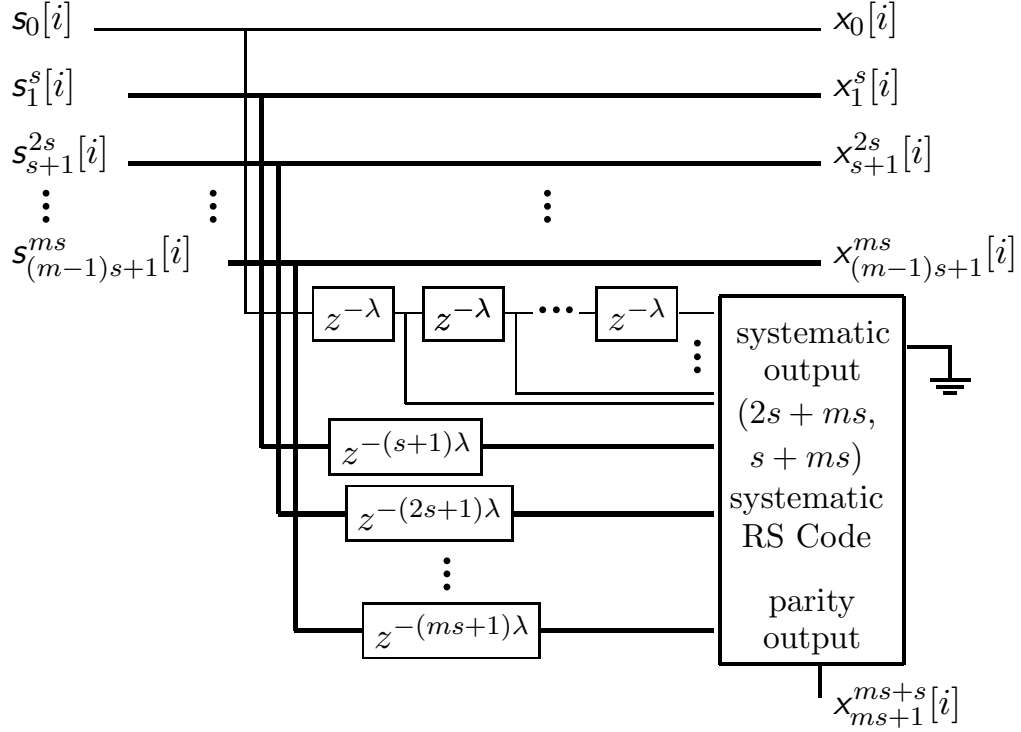 s_0[i] x_0[i]
s_1^s[i] x_1^s[i]
s_{s+1}^{2s}[i] x_{s+1}^{2s}[i]
⋮ ⋮ ⋮
s_{(m−1)s+1}^{ms}[i] x_{(m−1)s+1}^{ms}[i]
z^{−λ} z^{−λ} ⋯ z^{−λ}
⋮
z^{−(s+1)λ}
z^{−(2s+1)λ}
⋮
z^{−(ms+1)λ}
systematic
output
(2s + ms,
s + ms)
systematic
RS Code
parity
output
x_{ms+1}^{ms+s}[i]